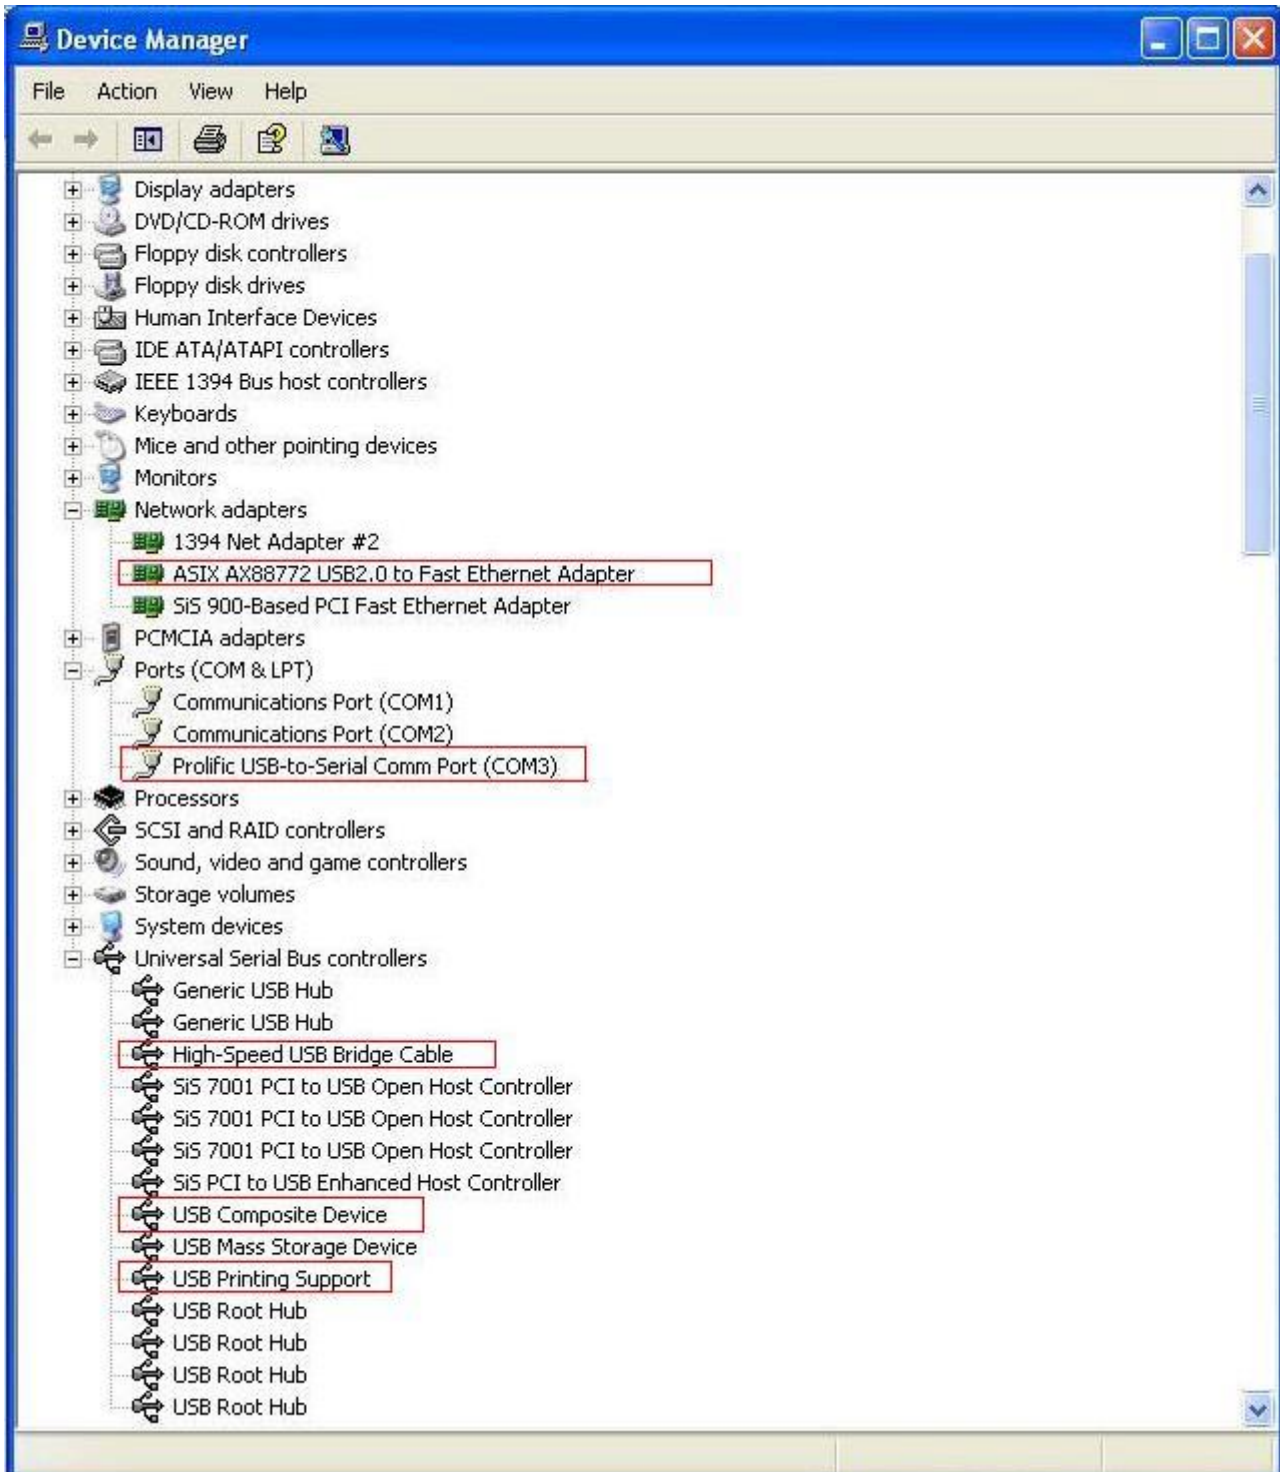 Device Manager
File Action View Help
Display adapters
DVD/CD-ROM drives
Floppy disk controllers
Floppy disk drives
Human Interface Devices
IDE ATA/ATAPI controllers
IEEE 1394 Bus host controllers
Keyboards
Mice and other pointing devices
Monitors
Network adapters
1394 Net Adapter #2
ASIX AX88772 USB2.0 to Fast Ethernet Adapter
SiS 900-Based PCI Fast Ethernet Adapter
PCMCIA adapters
Ports (COM & LPT)
Communications Port (COM1)
Communications Port (COM2)
Prolific USB-to-Serial Comm Port (COM3)
Processors
SCSI and RAID controllers
Sound, video and game controllers
Storage volumes
System devices
Universal Serial Bus controllers
Generic USB Hub
Generic USB Hub
High-Speed USB Bridge Cable
SiS 7001 PCI to USB Open Host Controller
SiS 7001 PCI to USB Open Host Controller
SiS 7001 PCI to USB Open Host Controller
SiS PCI to USB Enhanced Host Controller
USB Composite Device
USB Mass Storage Device
USB Printing Support
USB Root Hub
USB Root Hub
USB Root Hub
USB Root Hub